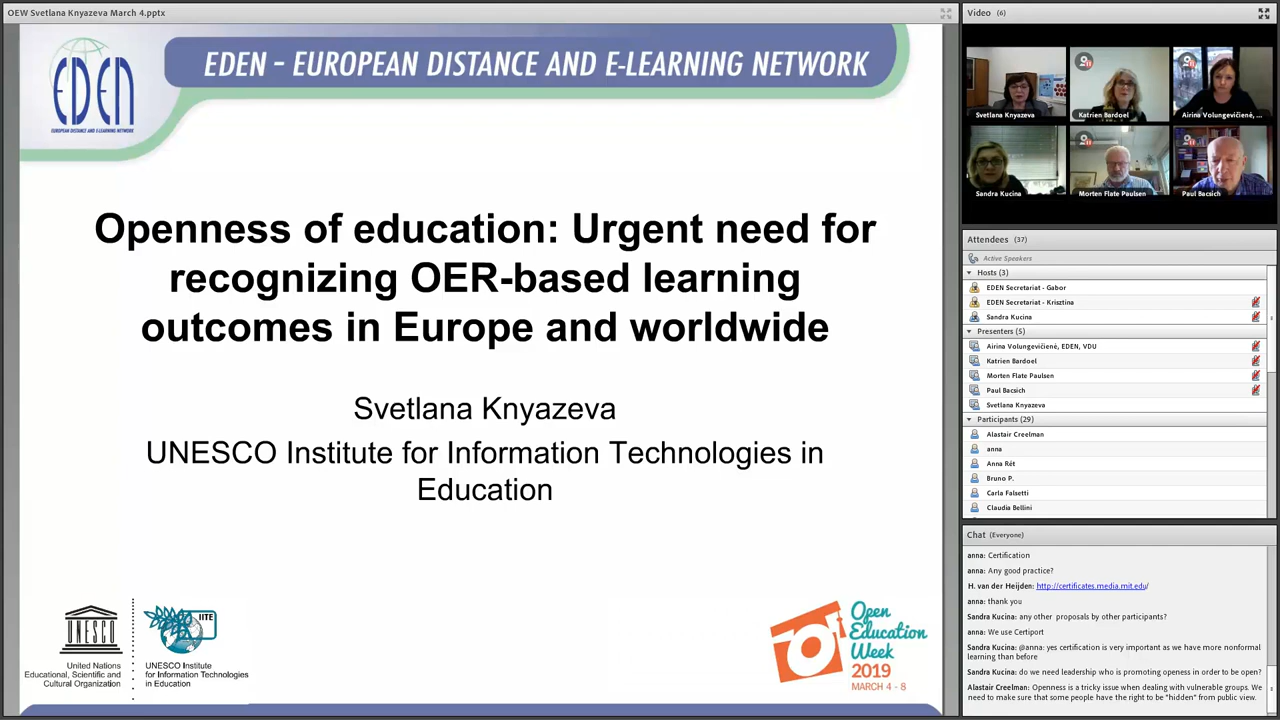 OEW Svetlana Knyazeva March 4.pptx
EDEN
EUROPEAN DISTANCE AND E-LEARNING NETWORK
EDEN - EUROPEAN DISTANCE AND E-LEARNING NETWORK
Openness of education: Urgent need for
recognizing OER-based learning
outcomes in Europe and worldwide
Svetlana Knyazeva
UNESCO Institute for Information Technologies in
Education
UNESCO
United Nations
Educational, Scientific and
Cultural Organization
IITE
UNESCO Institute
for Information Technologies
in Education
Open
Education
Week
2019
MARCH 4 - 8
Video (6)
Svetlana Knyazeva
Katrien Bardoel
Airina Volungevičienė, ...
Sandra Kucina
Morten Flate Paulsen
Paul Bacsich
Attendees (37)
Active Speakers
Hosts (3)
EDEN Secretariat - Gabor
EDEN Secretariat - Krisztina
Sandra Kucina
Presenters (5)
Airina Volungevičienė, EDEN, VDU
Katrien Bardoel
Morten Flate Paulsen
Paul Bacsich
Svetlana Knyazeva
Participants (29)
Alastair Creelman
anna
Anna Rét
Bruno P.
Carla Falsetti
Claudia Bellini
Chat (Everyone)
anna: Certification
anna: Any good practice?
H. van der Heijden: http://certificates.media.mit.edu/
anna: thank you
Sandra Kucina: any other proposals by other participants?
anna: We use Certiport
Sandra Kucina: @anna: yes certification is very important as we have more nonformal
learning than before
Sandra Kucina: do we need leadership who is promoting openess in order to be open?
Alastair Creelman: Openness is a tricky issue when dealing with vulnerable groups. We
need to make sure that some people have the right to be "hidden" from public view.